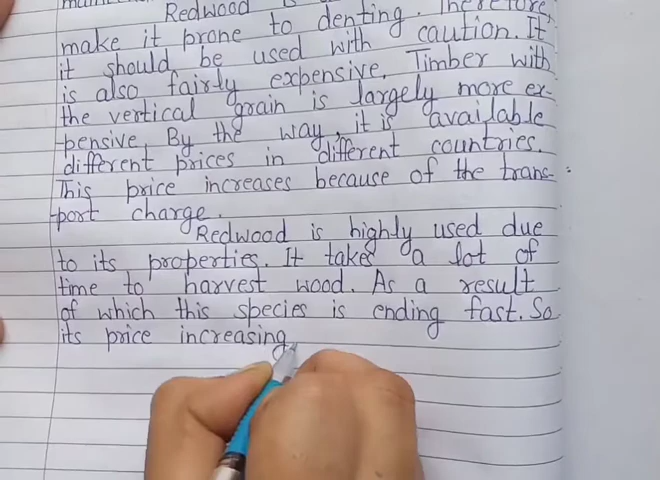 Redwood is
make it prone to denting. Therefore,
it should be used with caution. It
is also fairly expensive. Timber with
the vertical grain is largely more ex-
-pensive. By the way, it is available
different prices in different countries.
This price increases because of the trans-
-port charge.
Redwood is highly used due
to its properties. It takes a lot of
time to harvest wood. As a result
of which this species is ending fast. So
its price increasing